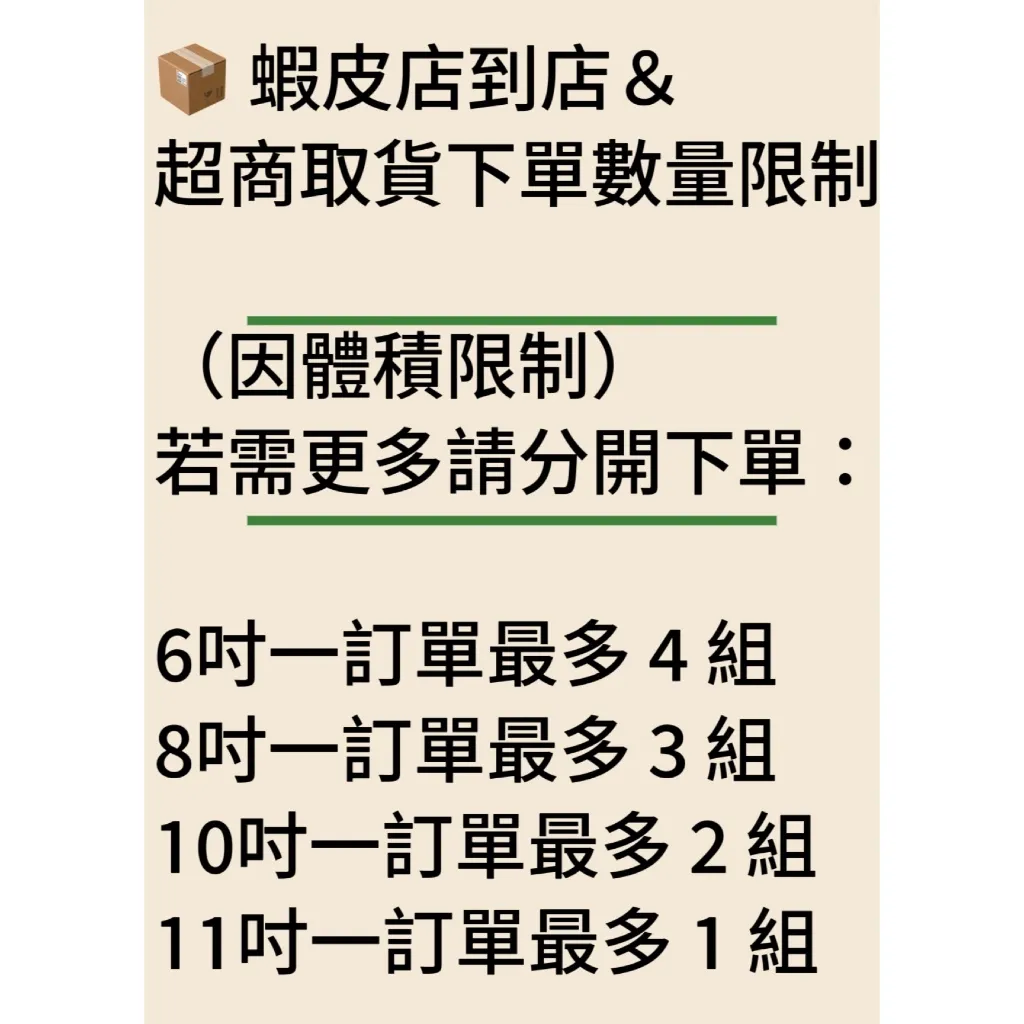 📦 蝦皮店到店&
超商取貨下單數量限制
（因體積限制）
若需更多請分開下單：
6吋一訂單最多 4 組
8吋一訂單最多 3 組
10吋一訂單最多 2 組
11吋一訂單最多 1 組